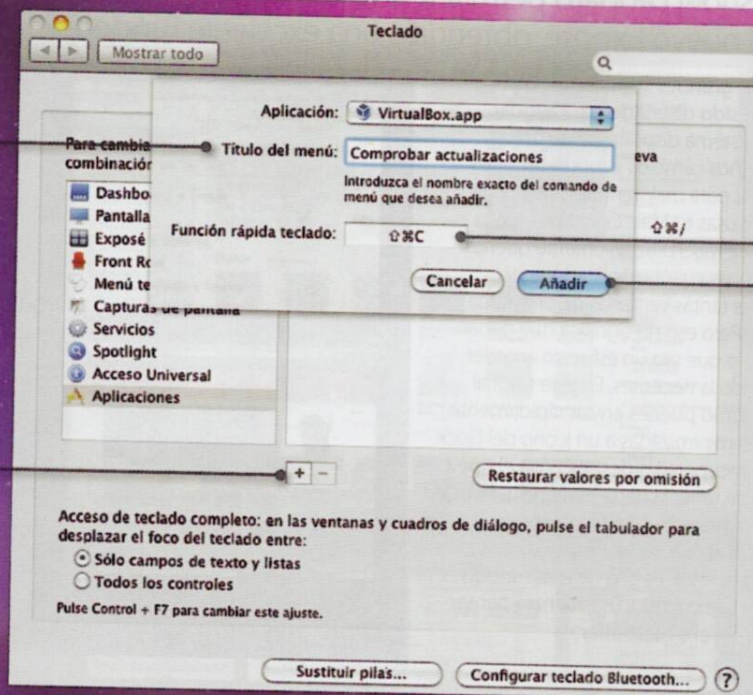 Teclado
Mostrar todo
Aplicación: VirtualBox.app
Título del menú: Comprobar actualizaciones
Introduzca el nombre exacto del comando de
menú que desea añadir.
Función rápida teclado: ⇧⌘C
Cancelar Añadir
Para cambia
combinación
eva
⇧⌘/
Dashbo
Pantalla
Exposé
Front Ro
Menú te
Capturas de pantalla
Servicios
Spotlight
Acceso Universal
Aplicaciones
+ -
Restaurar valores por omisión
Acceso de teclado completo: en las ventanas y cuadros de diálogo, pulse el tabulador para
desplazar el foco del teclado entre:
Sólo campos de texto y listas
Todos los controles
Pulse Control + F7 para cambiar este ajuste.
Sustituir pilas... Configurar teclado Bluetooth... ?